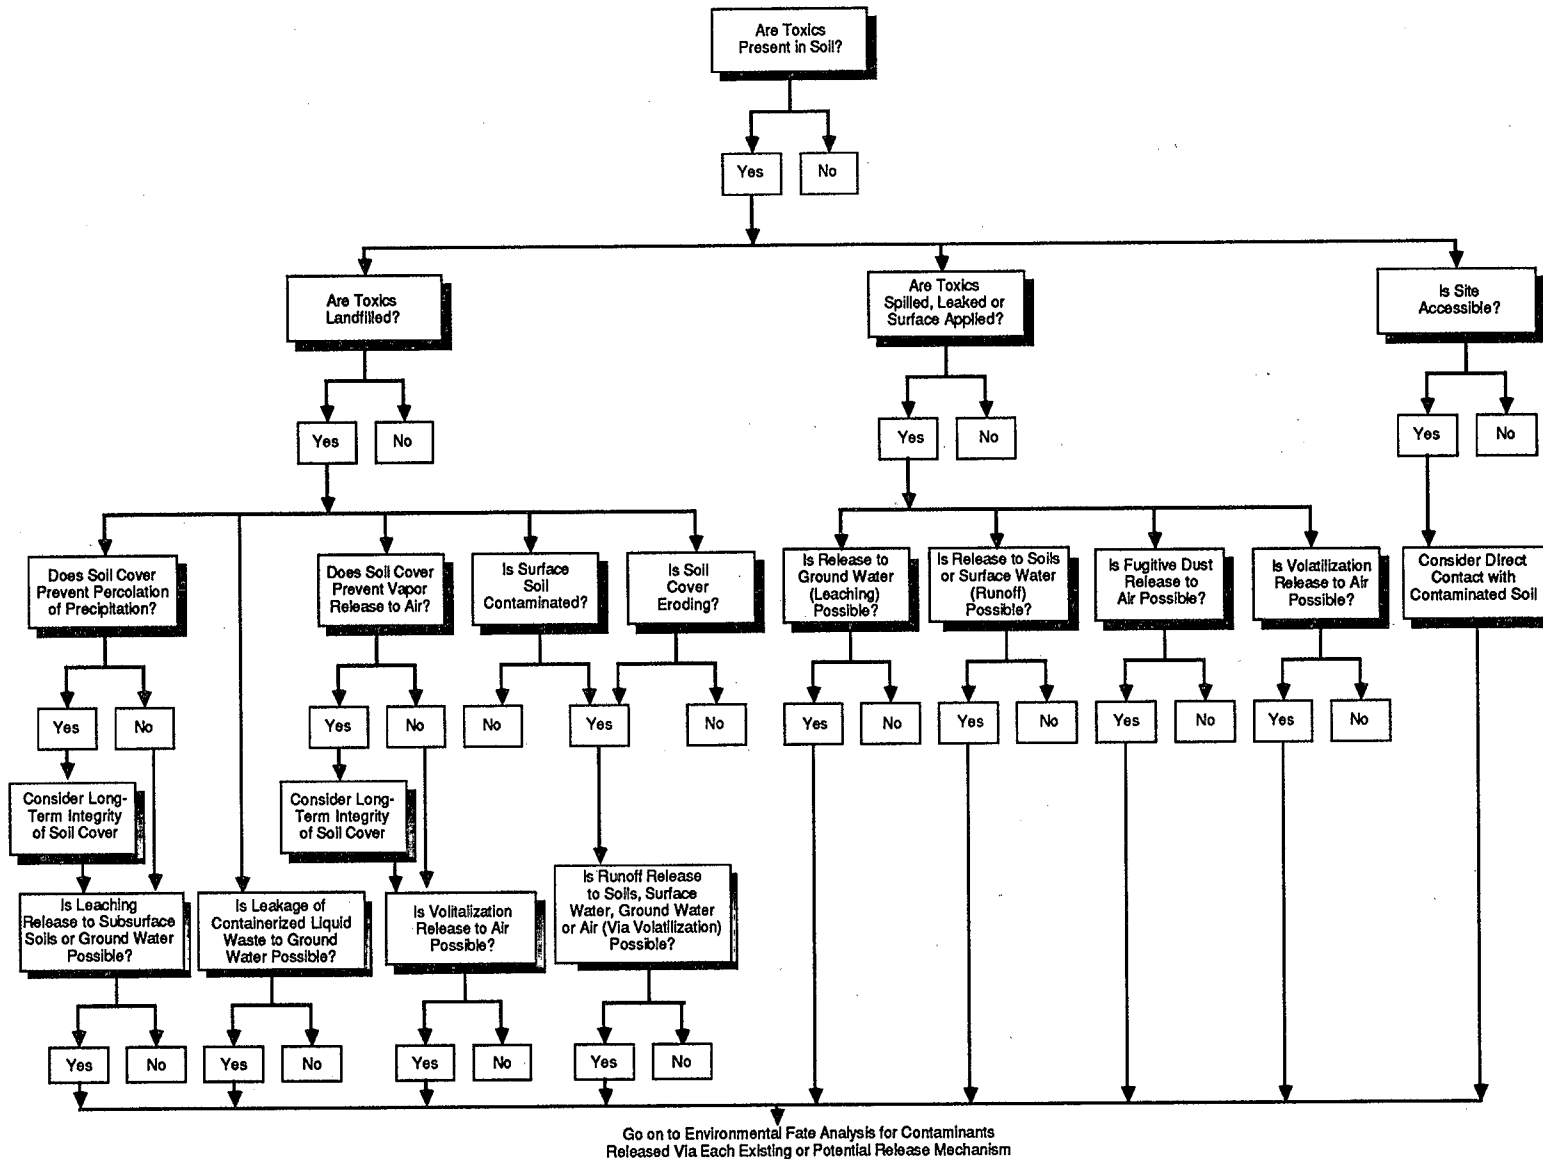 Are Toxics
Present in Soil?
Yes
No
Are Toxics
Landfilled?
Are Toxics
Spilled, Leaked or
Surface Applied?
Is Site
Accessible?
Yes
No
Yes
No
Yes
No
Does Soil Cover
Prevent Percolation
of Precipitation?
Does Soil Cover
Prevent Vapor
Release to Air?
Is Surface
Soil
Contaminated?
Is Soil
Cover
Eroding?
Is Release to
Ground Water
(Leaching)
Possible?
Is Release to Soils
or Surface Water
(Runoff)
Possible?
Is Fugitive Dust
Release to
Air Possible?
Is Volatilization
Release to Air
Possible?
Consider Direct
Contact with
Contaminated Soil
Yes
No
Yes
No
No
Yes
No
Yes
No
Yes
No
Yes
No
Yes
No
Consider Long-
Term Integrity
of Soil Cover
Consider Long-
Term Integrity
of Soil Cover
Is Leaching
Release to Subsurface
Soils or Ground Water
Possible?
Is Leakage of
Containerized Liquid
Waste to Ground
Water Possible?
Is Volitalization
Release to Air
Possible?
Is Runoff Release
to Soils, Surface
Water, Ground Water
or Air (Via Volatilization)
Possible?
Yes
No
Yes
No
Yes
No
Yes
No
Go on to Environmental Fate Analysis for Contaminants
Released Via Each Existing or Potential Release Mechanism